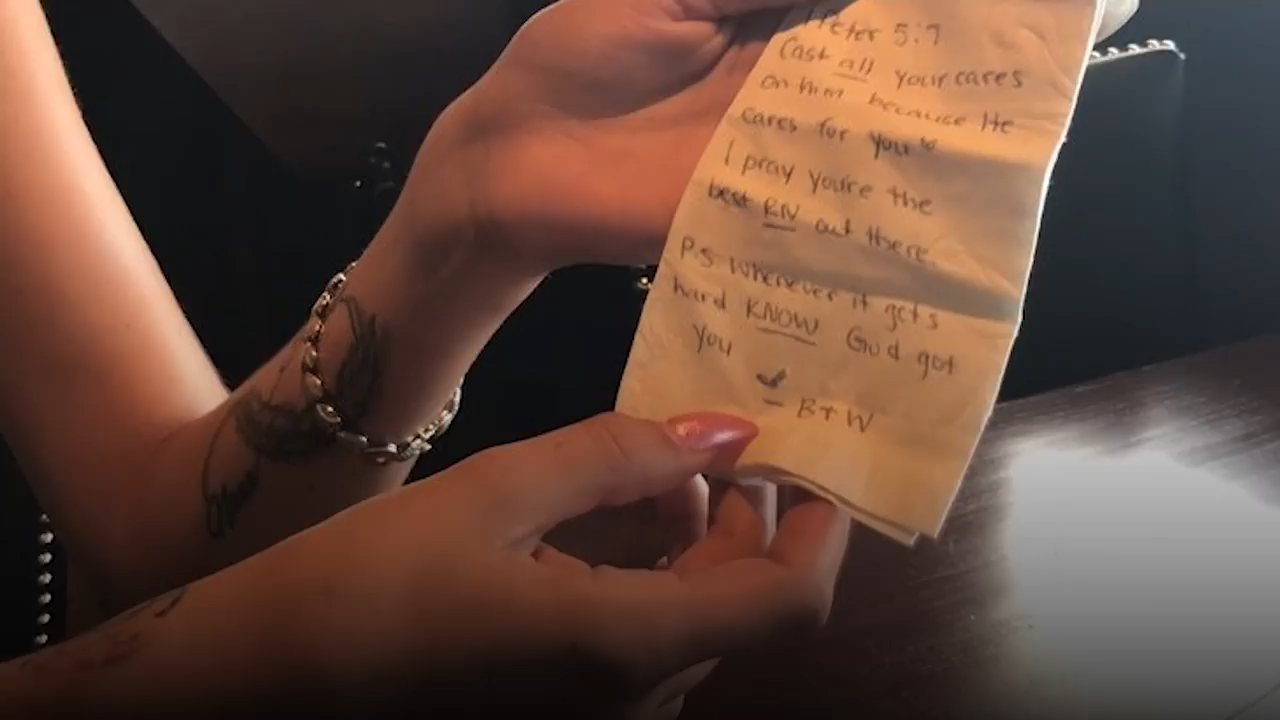 1 Peter 5:7
Cast all your cares
on him because He
cares for you
I pray you're the
best RN out there.
P.S. Whenever it gets
hard KNOW God got
you
- B+W